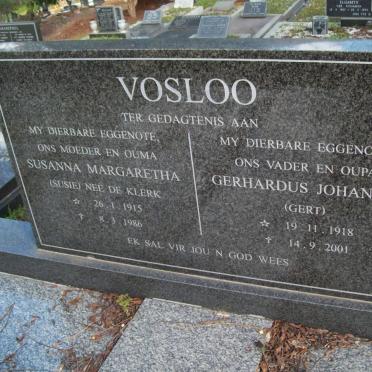 VOSLOO
TER GEDAGTENIS AAN
MY DIERBARE EGGENOTE,
ONS MOEDER EN OUMA
SUSANNA MARGARETHA
(SUSIE) NEE DE KLERK
☆ 26.1.1915
✝ 8.3.1986
MY DIERBARE EGGENO
ONS VADER EN OUPA
GERHARDUS JOHAN
(GERT)
☆ 19.11.1918
✝ 14.9.2001
EK SAL VIR JOU N GOD WEES